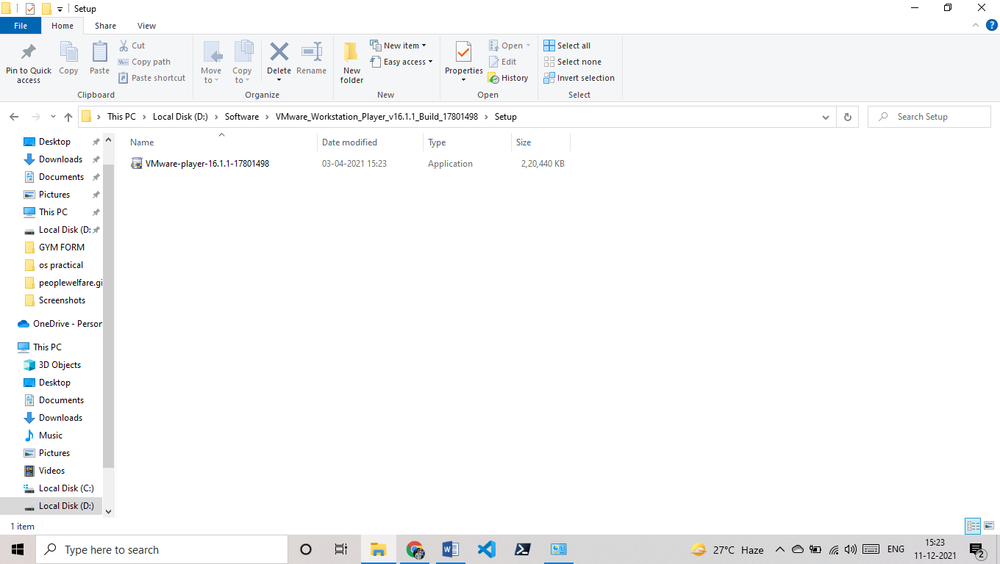 Setup
File Home Share View
Pin to Quick access
Copy
Paste
Cut
Copy path
Paste shortcut
Clipboard
Move to
Copy to
Delete
Rename
Organize
New folder
New item
Easy access
New
Properties
Open
Edit
History
Open
Select all
Select none
Invert selection
Select
This PC Local Disk (D:) Software VMware_Workstation_Player_v16.1.1_Build_17801498 Setup
Search Setup
Name Date modified Type Size
VMware-player-16.1.1-17801498 03-04-2021 15:23 Application 2,20,440 KB
Desktop
Downloads
Documents
Pictures
This PC
Local Disk (D:
GYM FORM
os practical
peoplewelfare.gi
Screenshots
OneDrive - Person
This PC
3D Objects
Desktop
Documents
Downloads
Music
Pictures
Videos
Local Disk (C:)
Local Disk (D:)
1 item
Type here to search
27°C Haze
ENG
15:23
11-12-2021
2